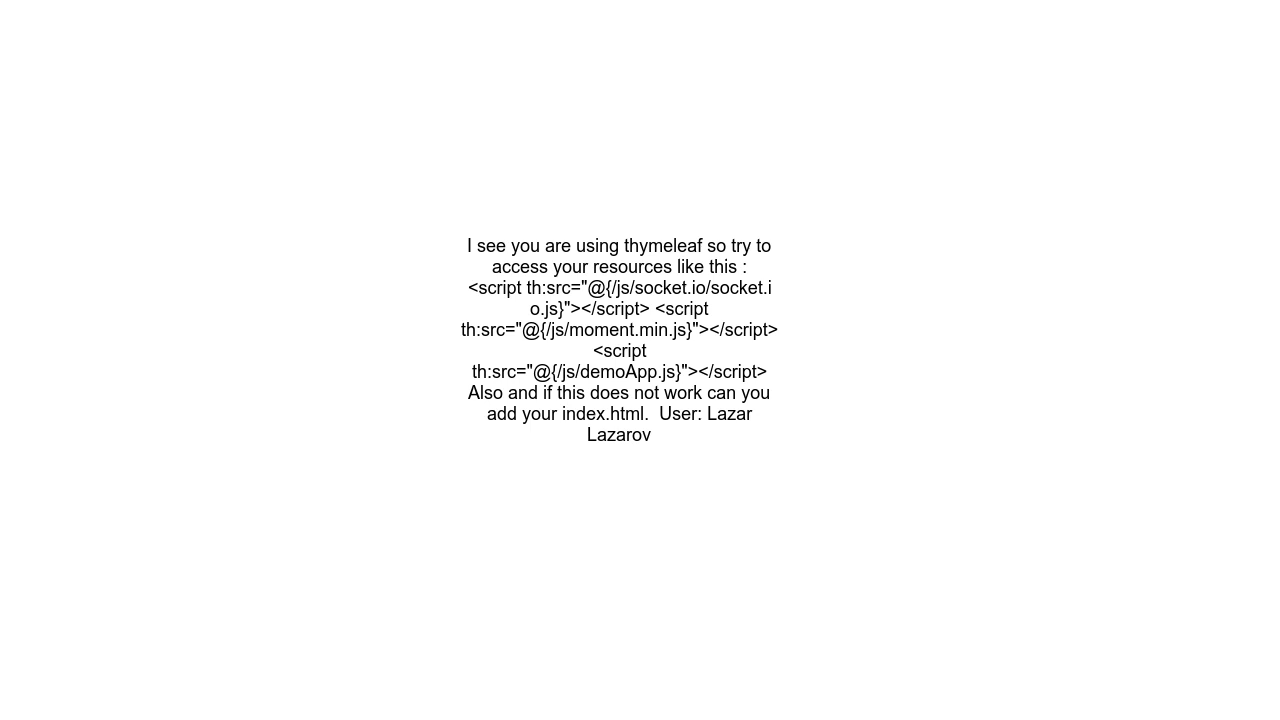 I see you are using thymeleaf so try to
access your resources like this :
<script th:src="@{/js/socket.io/socket.i
o.js}"></script> <script
th:src="@{/js/moment.min.js}"></script>
<script
th:src="@{/js/demoApp.js}"></script>
Also and if this does not work can you
add your index.html.  User: Lazar
Lazarov